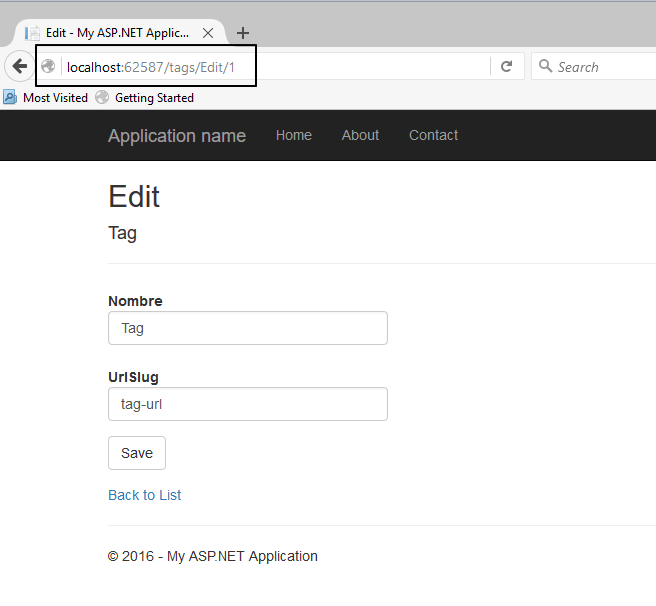 Edit - My ASP.NET Applic...
localhost:62587/tags/Edit/1
Search
Most Visited Getting Started
Application name Home About Contact
Edit
Tag
Nombre
Tag
UrlSlug
tag-url
Save
Back to List
© 2016 - My ASP.NET Application